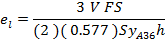 e_l = 3 V FS / (2)(0.577)Sy_A36 h